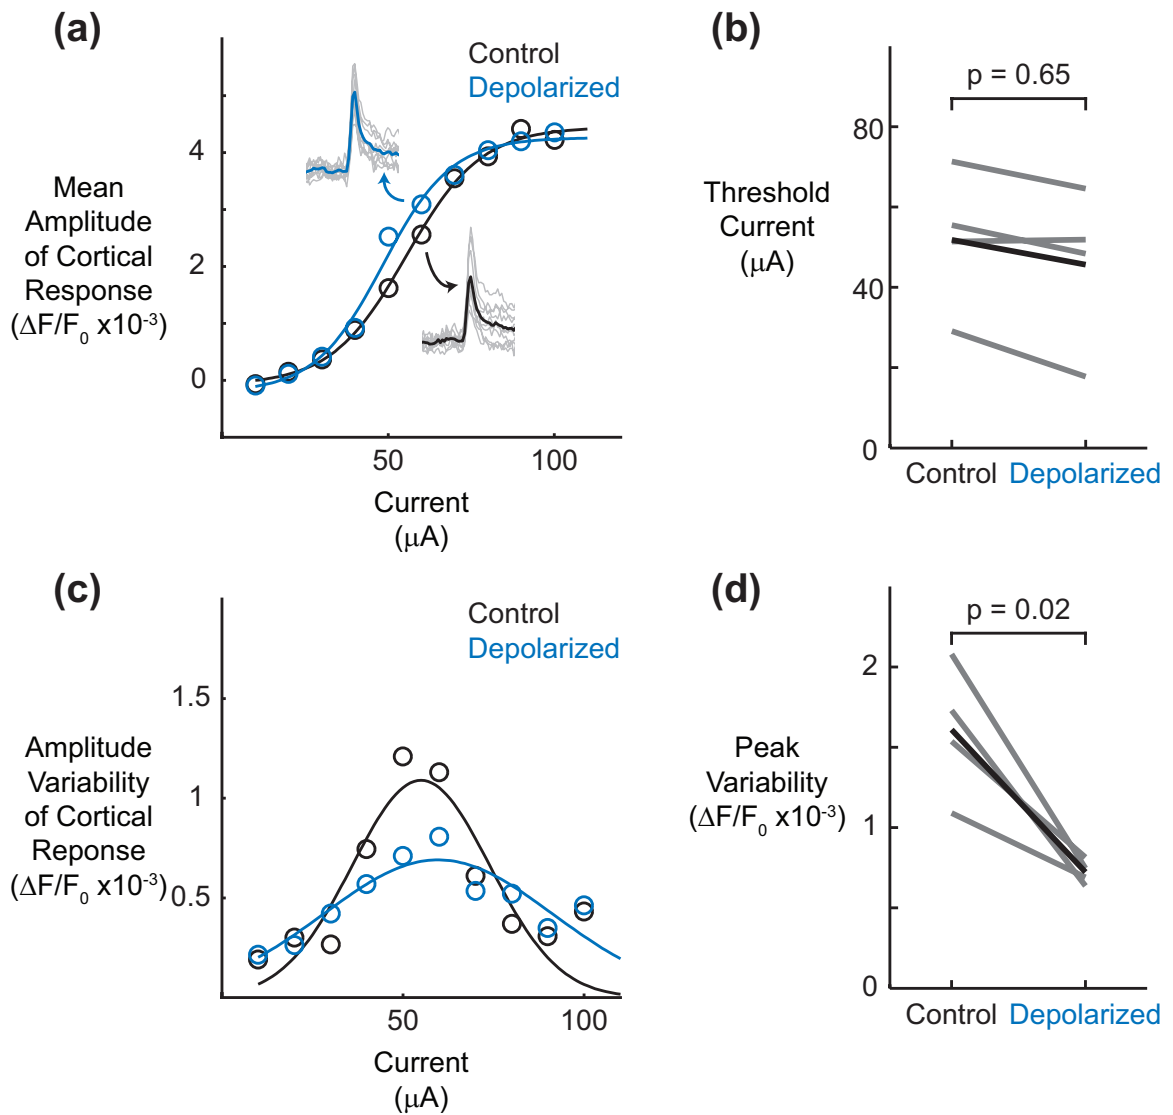 (a)
Control
Depolarized
Mean
Amplitude
of Cortical
Response
(ΔF/F₀ x10⁻³)
4
2
0
50
100
Current
(μA)
(b)
p = 0.65
Threshold
Current
(μA)
80
40
0
Control
Depolarized
(c)
Control
Depolarized
Amplitude
Variability
of Cortical
Reponse
(ΔF/F₀ x10⁻³)
1.5
1
0.5
50
100
Current
(μA)
(d)
p = 0.02
Peak
Variability
(ΔF/F₀ x10⁻³)
2
1
0
Control
Depolarized